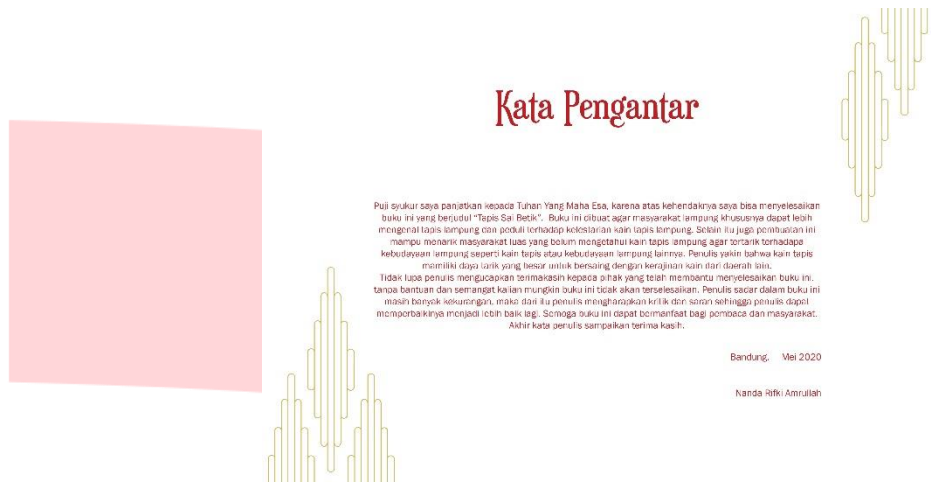 Kata Pengantar
Puji syukur saya panjatkan kepada Tuhan Yang Maha Esa, karena atas kehendaknya saya bisa menyelesaikan
buku ini yang berjudul "Tapis Sai Betik". Buku ini dibuat agar masyarakat lampung khususnya dapat lebih
mengenal tapis lampung dan peduli terhadap kelestarian kain tapis lampung. Selain itu juga pembuatan ini
mampu menarik masyarakat luas yang belum mengetahui kain tapis lampung agar tertarik terhadapa
kebudayaan lampung seperti kain tapis atau kebudayaan lampung lainnya. Penulis yakin bahwa kain tapis
mamiliki daya tarik yang besar untuk bersaing dengan kerajinan kain dari daerah lain.
Tidak lupa penulis mengucapkan terimakasih kepada pihak yang telah membantu menyelesaikan buku ini.
tanpa bantuan dan semangat kalian mungkin buku ini tidak akan terselesaikan. Penulis sadar dalam buku ini
masih banyak kekurangan, maka dari itu penulis mengharapkan kritik dan saran sehingga penulis dapat
memperbaikinya menjadi lebih baik lagi. Semoga buku ini dapat bermanfaat bagi pembaca dan masyarakat.
Akhir kata penulis sampaikan terima kasih.
Bandung, Mei 2020
Nanda Rifki Amrullah